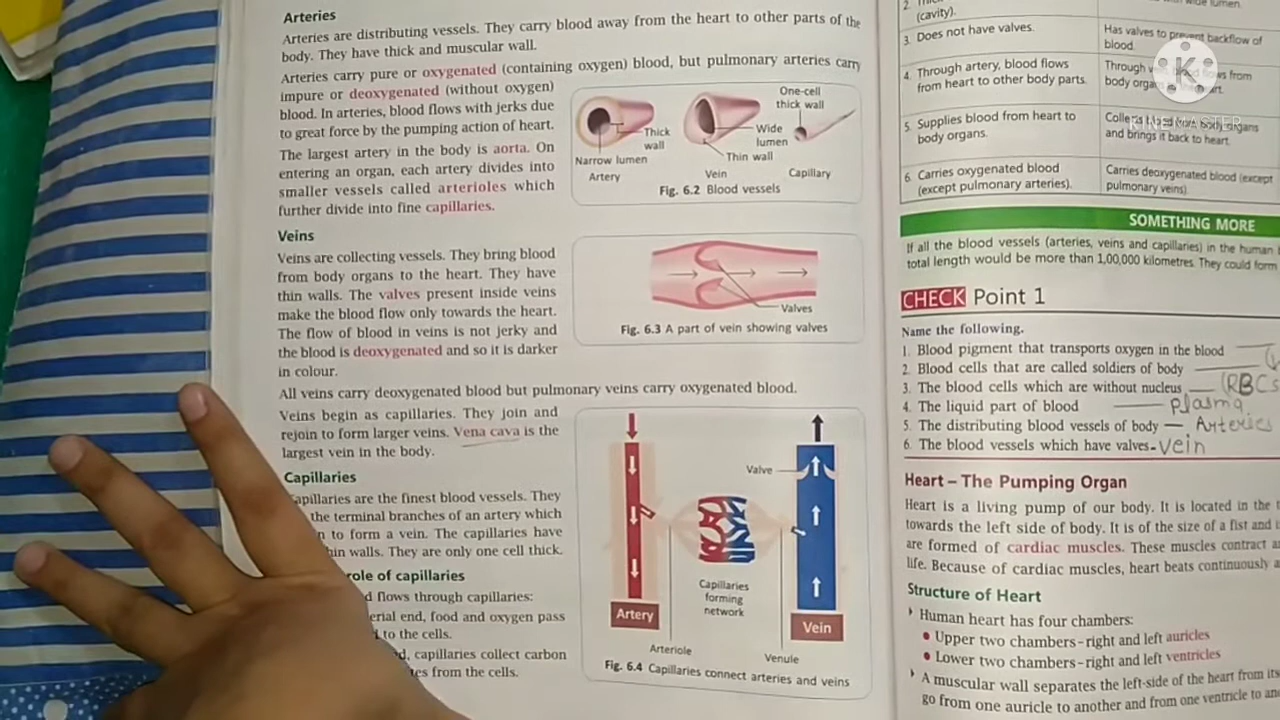 Arteries
Arteries are distributing vessels. They carry blood away from the heart to other parts of the
body. They have thick and muscular wall.
Arteries carry pure or oxygenated (containing oxygen) blood, but pulmonary arteries carry
impure or deoxygenated (without oxygen)
blood. In arteries, blood flows with jerks due
to great force by the pumping action of heart.
The largest artery in the body is aorta. On
entering an organ, each artery divides into
smaller vessels called arterioles which
further divide into fine capillaries.
Thick
wall
Narrow lumen
Artery
Wide
lumen
Thin wall
Vein
One-cell
thick wall
Capillary
Fig. 6.2 Blood vessels
Veins
Veins are collecting vessels. They bring blood
from body organs to the heart. They have
thin walls. The valves present inside veins
make the blood flow only towards the heart.
The flow of blood in veins is not jerky and
the blood is deoxygenated and so it is darker
in colour.
Valves
Fig. 6.3 A part of vein showing valves
All veins carry deoxygenated blood but pulmonary veins carry oxygenated blood.
Veins begin as capillaries. They join and
rejoin to form larger veins. Vena cava is the
largest vein in the body.
Capillaries
apillaries are the finest blood vessels. They
the terminal branches of an artery which
to form a vein. The capillaries have
walls. They are only one cell thick.
role of capillaries
flows through capillaries:
end, food and oxygen pass
to the cells.
capillaries collect carbon
from the cells.
Valve
Capillaries
forming
network
Artery
Vein
Arteriole
Venule
Fig. 6.4 Capillaries connect arteries and veins
2.
wide lumen.
(cavity).
3. Does not have valves.
Has valves to prevent backflow of
blood.
4. Through artery, blood flows
from heart to other body parts.
Through flows from
body
5. Supplies blood from heart to
body organs.
body organs
and brings it back to heart.
6. Carries oxygenated blood
(except pulmonary arteries).
Carries deoxygenated blood (except
pulmonary veins)
KINEMASTER
SOMETHING MORE
If all the blood vessels (arteries, veins and capillaries) in the human
total length would be more than 1,00,000 kilometres. They could form
CHECK Point 1
Name the following.
1. Blood pigment that transports oxygen in the blood
2. Blood cells that are called soldiers of body
3. The blood cells which are without nucleus RBCs
4. The liquid part of blood plasma
5. The distributing blood vessels of body Arteries
6. The blood vessels which have valves- Vein
Heart – The Pumping Organ
Heart is a living pump of our body. It is located in the
towards the left side of body. It is of the size of a fist and
are formed of cardiac muscles. These muscles contract
life. Because of cardiac muscles, heart beats continuously
Structure of Heart
Human heart has four chambers:
• Upper two chambers–right and left auricles
• Lower two chambers–right and left ventricles
A muscular wall separates the left-side of the heart from its
go from one auricle to another and from one ventricle to